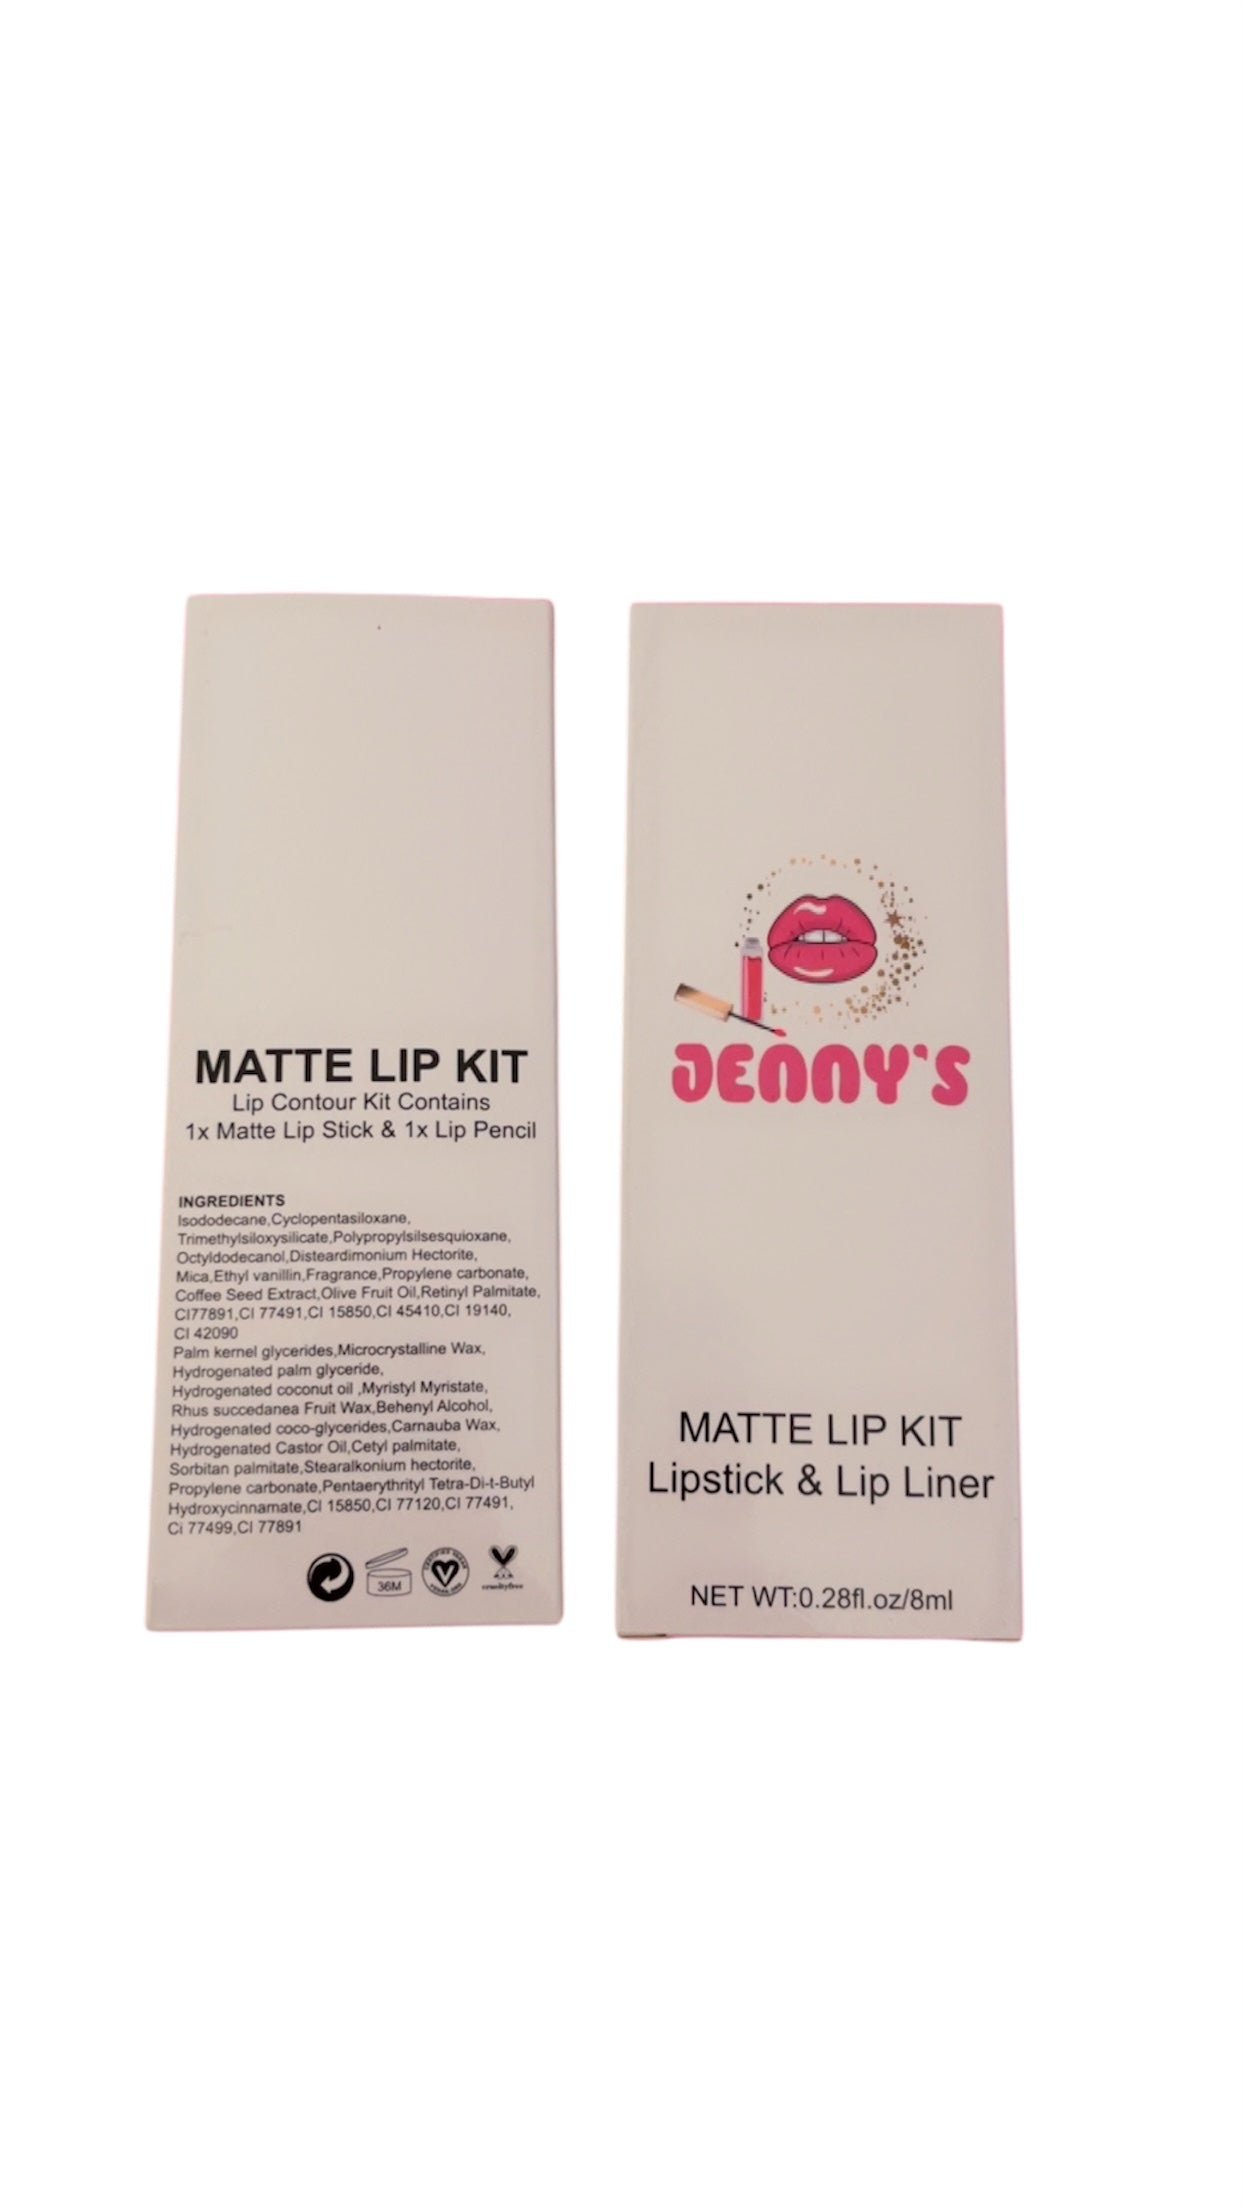 MATTE LIP KIT
Lip Contour Kit Contains
1x Matte Lip Stick & 1x Lip Pencil
INGREDIENTS
Isododecane,Cyclopentasiloxane,
Trimethylsiloxysilicate,Polypropylsilsesquioxane,
Octyldodecanol,Disteardimonium Hectorite,
Mica,Ethyl vanillin,Fragrance,Propylene carbonate,
Coffee Seed Extract,Olive Fruit Oil,Retinyl Palmitate,
CI77891,CI 77491,CI 15850,CI 45410,CI 19140,
CI 42090
Palm kernel glycerides,Microcrystalline Wax,
Hydrogenated palm glyceride,
Hydrogenated coconut oil ,Myristyl Myristate,
Rhus succedanea Fruit Wax,Behenyl Alcohol,
Hydrogenated coco-glycerides,Carnauba Wax,
Hydrogenated Castor Oil,Cetyl palmitate,
Sorbitan palmitate,Stearalkonium hectorite,
Propylene carbonate,Pentaerythrityl Tetra-Di-t-Butyl
Hydroxycinnamate,CI 15850,CI 77120,CI 77491,
Ci 77499,CI 77891
36M
CERTIFIED VEGAN
crueltyfree
JENNY'S
MATTE LIP KIT
Lipstick & Lip Liner
NET WT:0.28fl.oz/8ml